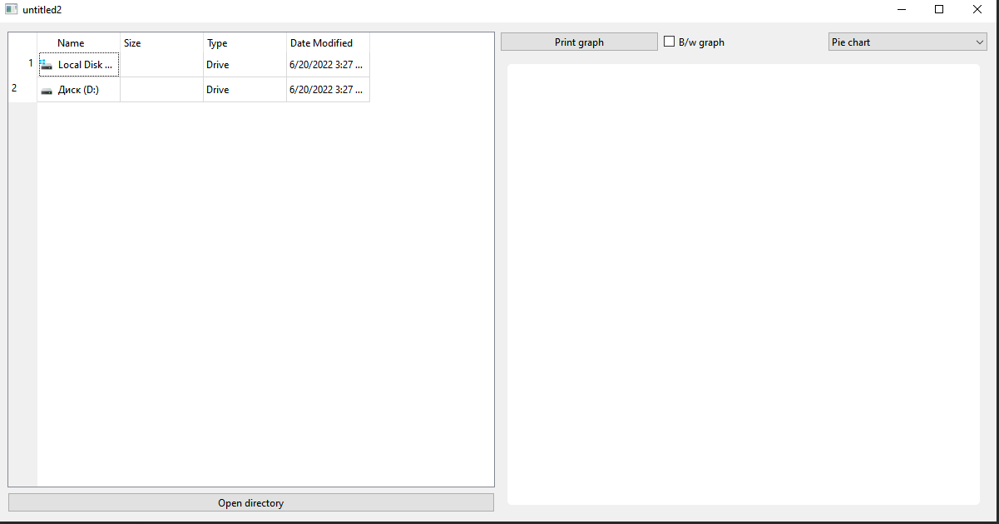 untitled2
Name Size Type Date Modified
1 Local Disk ... Drive 6/20/2022 3:27 ...
2 Диск (D:) Drive 6/20/2022 3:27 ...
Open directory
Print graph B/w graph Pie chart